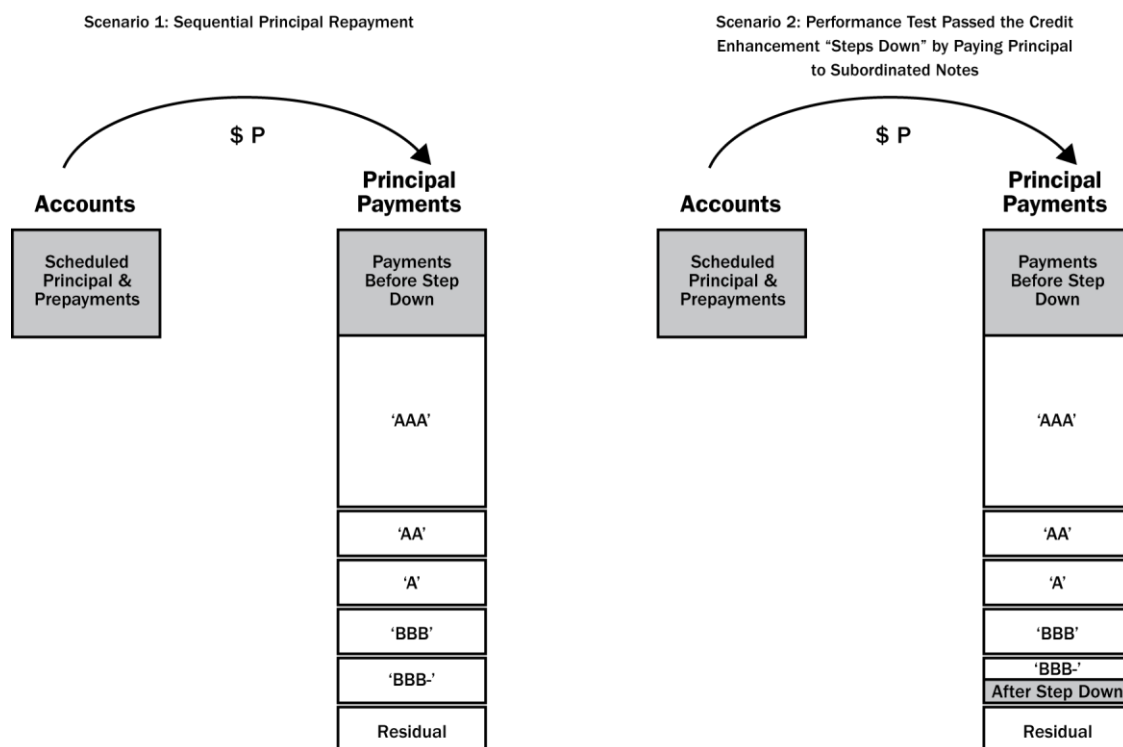 Scenario 1: Sequential Principal Repayment
$ P
Accounts
Principal
Payments
Scheduled
Principal &
Prepayments
Payments
Before Step
Down
‘AAA’
‘AA’
‘A’
‘BBB’
‘BBB-’
Residual
Scenario 2: Performance Test Passed the Credit
Enhancement “Steps Down” by Paying Principal
to Subordinated Notes
$ P
Accounts
Principal
Payments
Scheduled
Principal &
Prepayments
Payments
Before Step
Down
‘AAA’
‘AA’
‘A’
‘BBB’
‘BBB-’
After Step Down
Residual